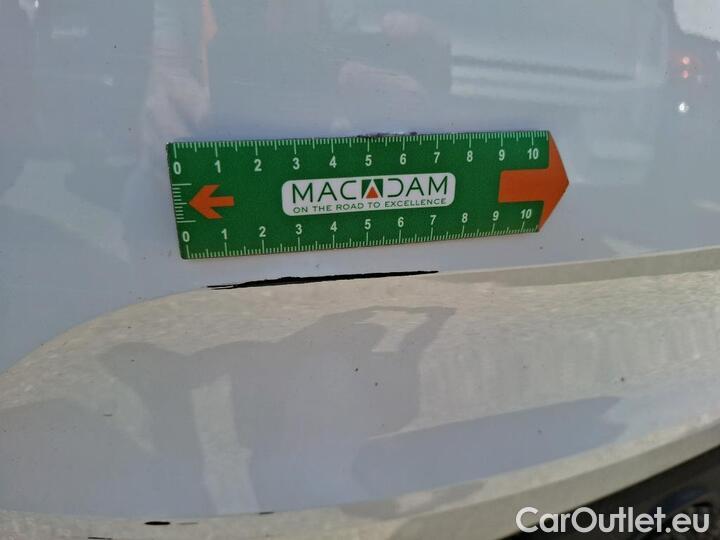 0 1 2 3 4 5 6 7 8 9 10
MACADAM
ON THE ROAD TO EXCELLENCE
0 1 2 3 4 5 6 7 8 9 10
CarOutlet.eu